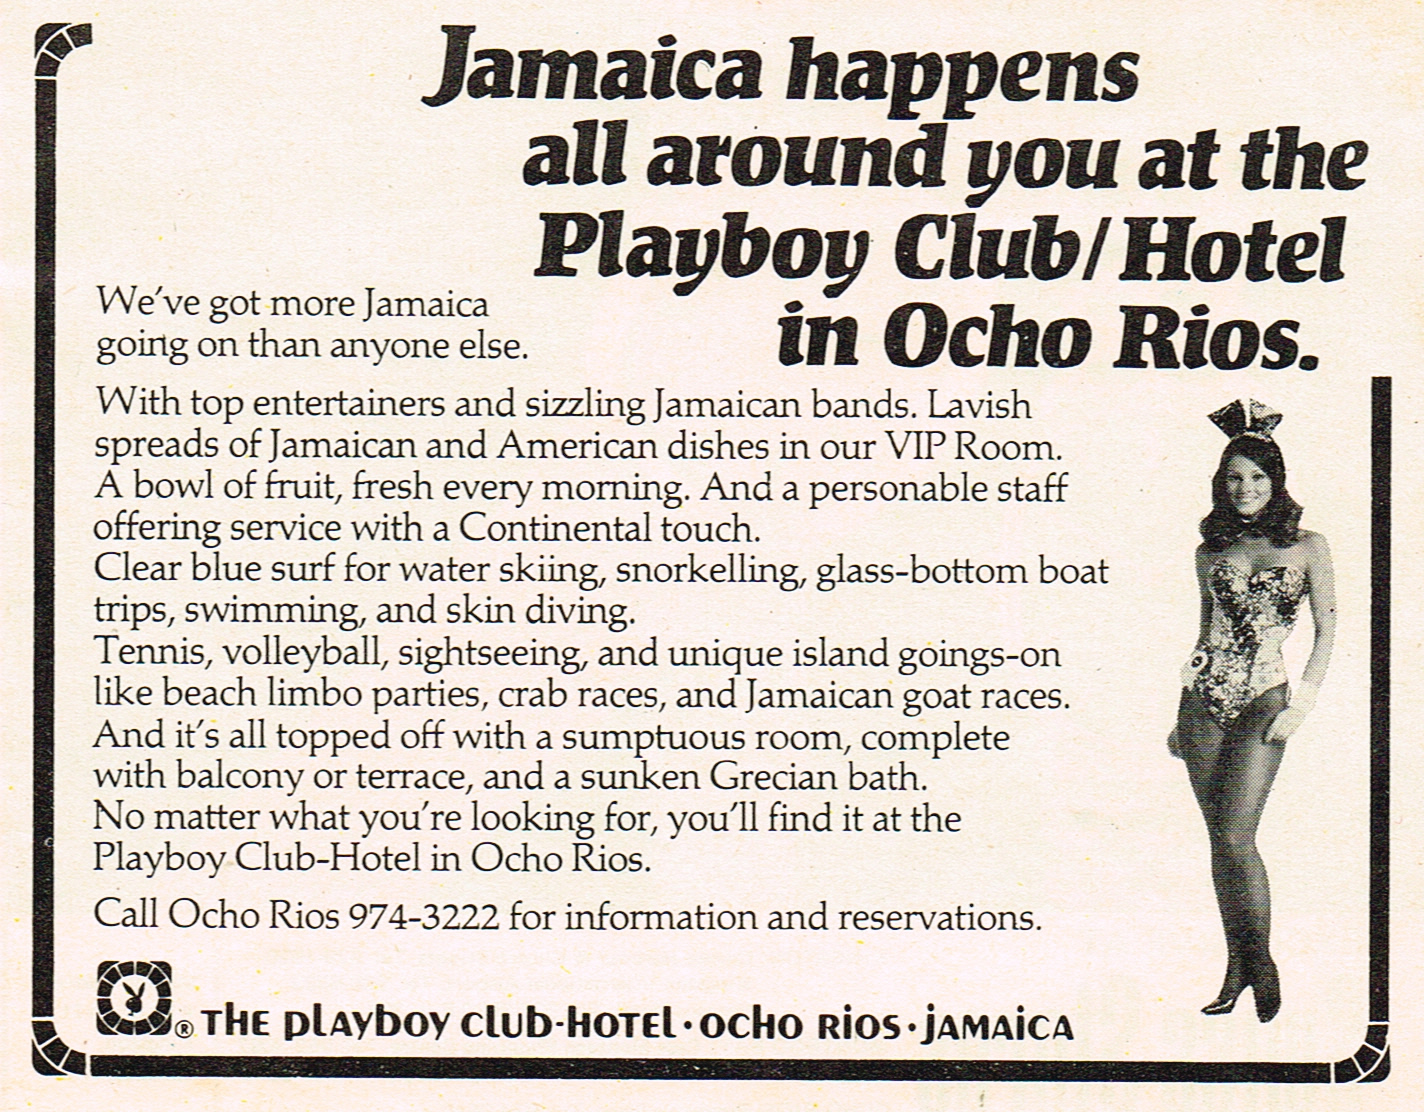 Jamaica happens
all around you at the
Playboy Club/Hotel
in Ocho Rios.
We've got more Jamaica
going on than anyone else.
With top entertainers and sizzling Jamaican bands. Lavish
spreads of Jamaican and American dishes in our VIP Room.
A bowl of fruit, fresh every morning. And a personable staff
offering service with a Continental touch.
Clear blue surf for water skiing, snorkelling, glass-bottom boat
trips, swimming, and skin diving.
Tennis, volleyball, sightseeing, and unique island goings-on
like beach limbo parties, crab races, and Jamaican goat races.
And it's all topped off with a sumptuous room, complete
with balcony or terrace, and a sunken Grecian bath.
No matter what you're looking for, you'll find it at the
Playboy Club-Hotel in Ocho Rios.
Call Ocho Rios 974-3222 for information and reservations.
® THE PLAYBOY CLUB-HOTEL · OCHO RIOS · JAMAICA